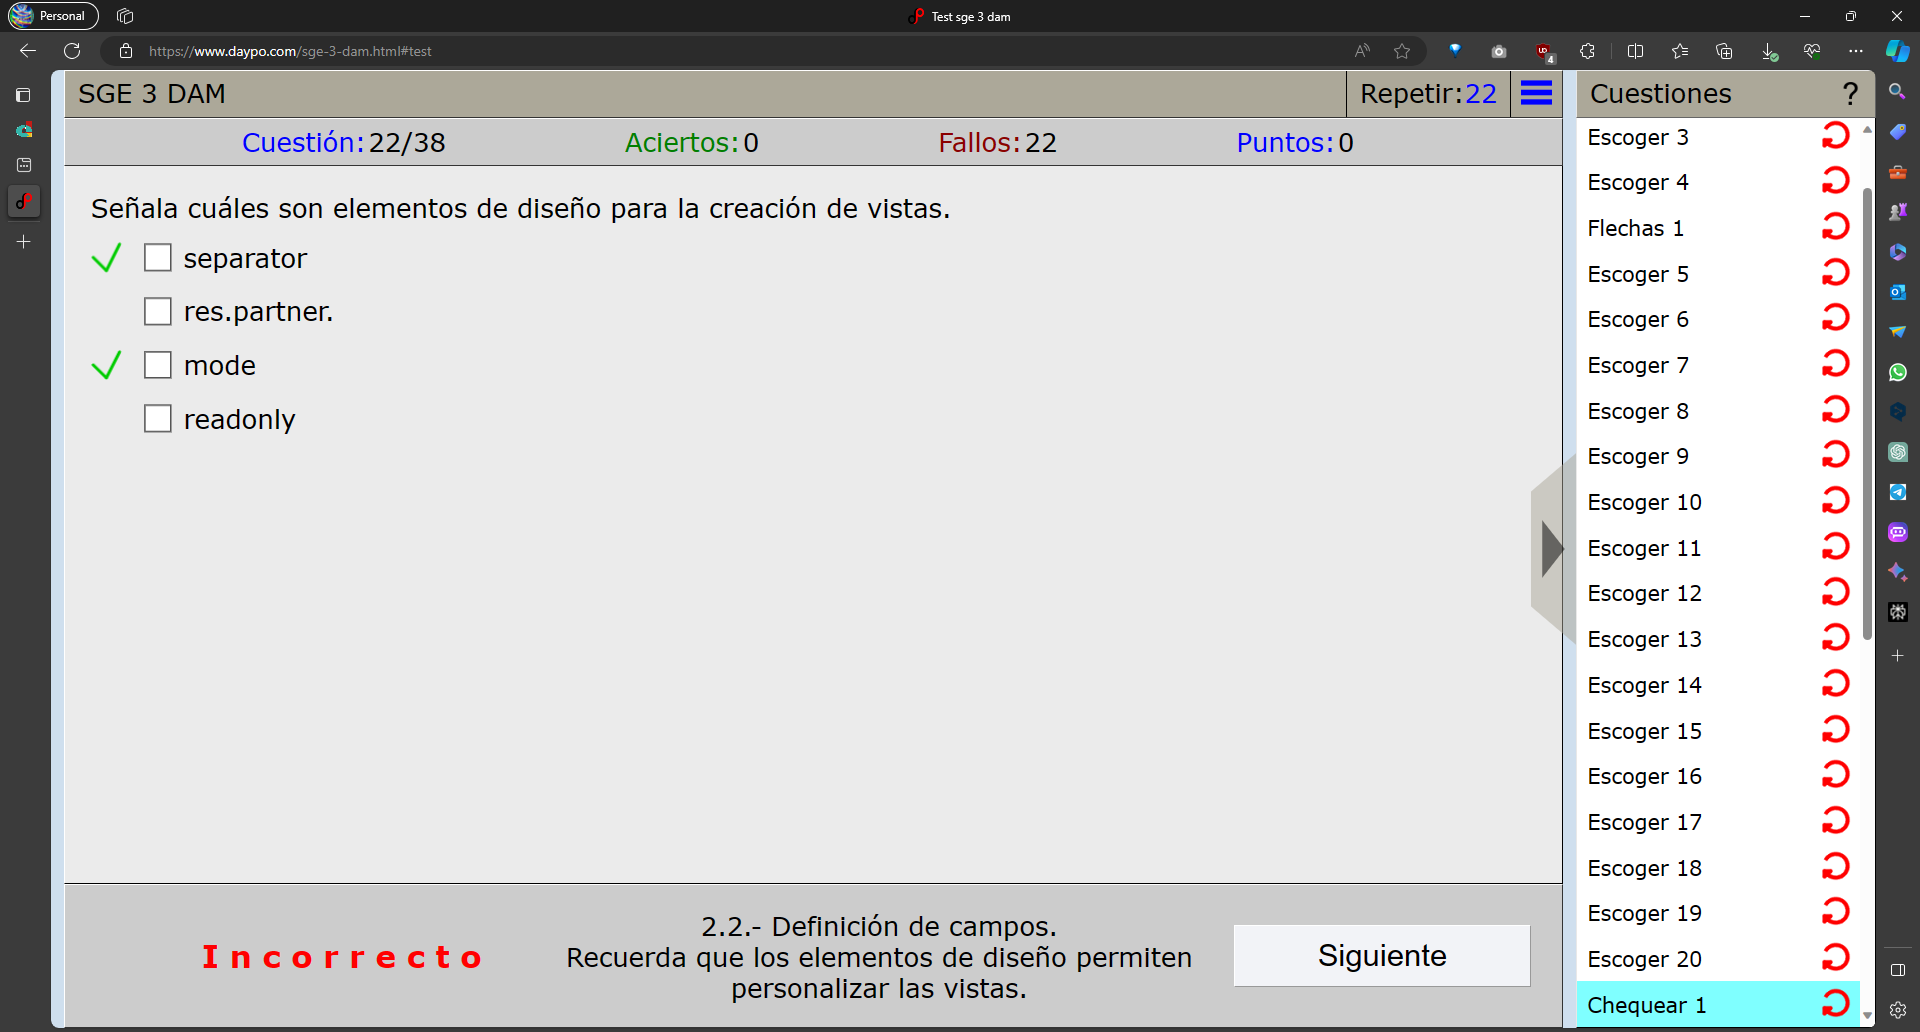 Personal
Test sge 3 dam
https://www.daypo.com/sge-3-dam.html#test
4
SGE 3 DAM
Repetir:22
Cuestiones
?
Cuestión:22/38
Aciertos:0
Fallos:22
Puntos:0
Señala cuáles son elementos de diseño para la creación de vistas.
separator
res.partner.
mode
readonly
Escoger 3
Escoger 4
Flechas 1
Escoger 5
Escoger 6
Escoger 7
Escoger 8
Escoger 9
Escoger 10
Escoger 11
Escoger 12
Escoger 13
Escoger 14
Escoger 15
Escoger 16
Escoger 17
Escoger 18
Escoger 19
Escoger 20
Chequear 1
Incorrecto
2.2.- Definición de campos.
Recuerda que los elementos de diseño permiten
personalizar las vistas.
Siguiente